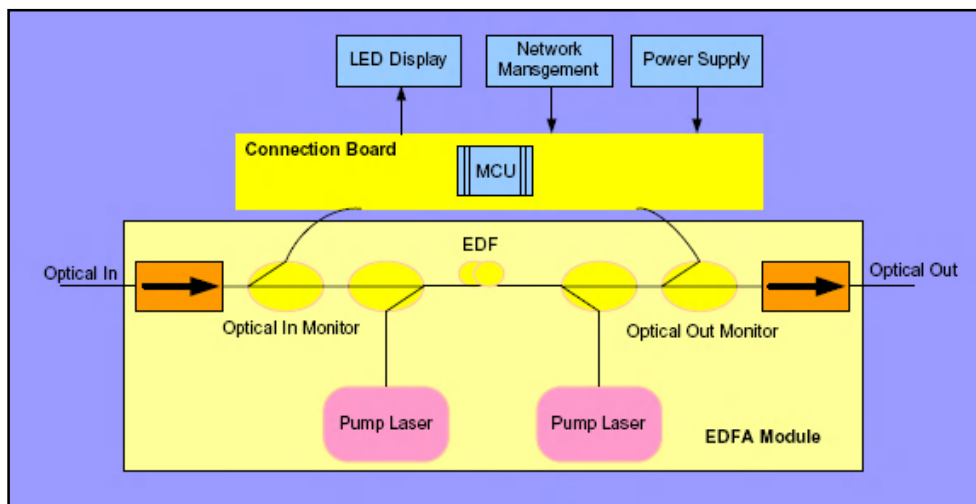 LED Display
Network
Mansgement
Power Supply
Connection Board
MCU
EDF
Optical In
Optical Out
Optical In Monitor
Optical Out Monitor
Pump Laser
Pump Laser
EDFA Module